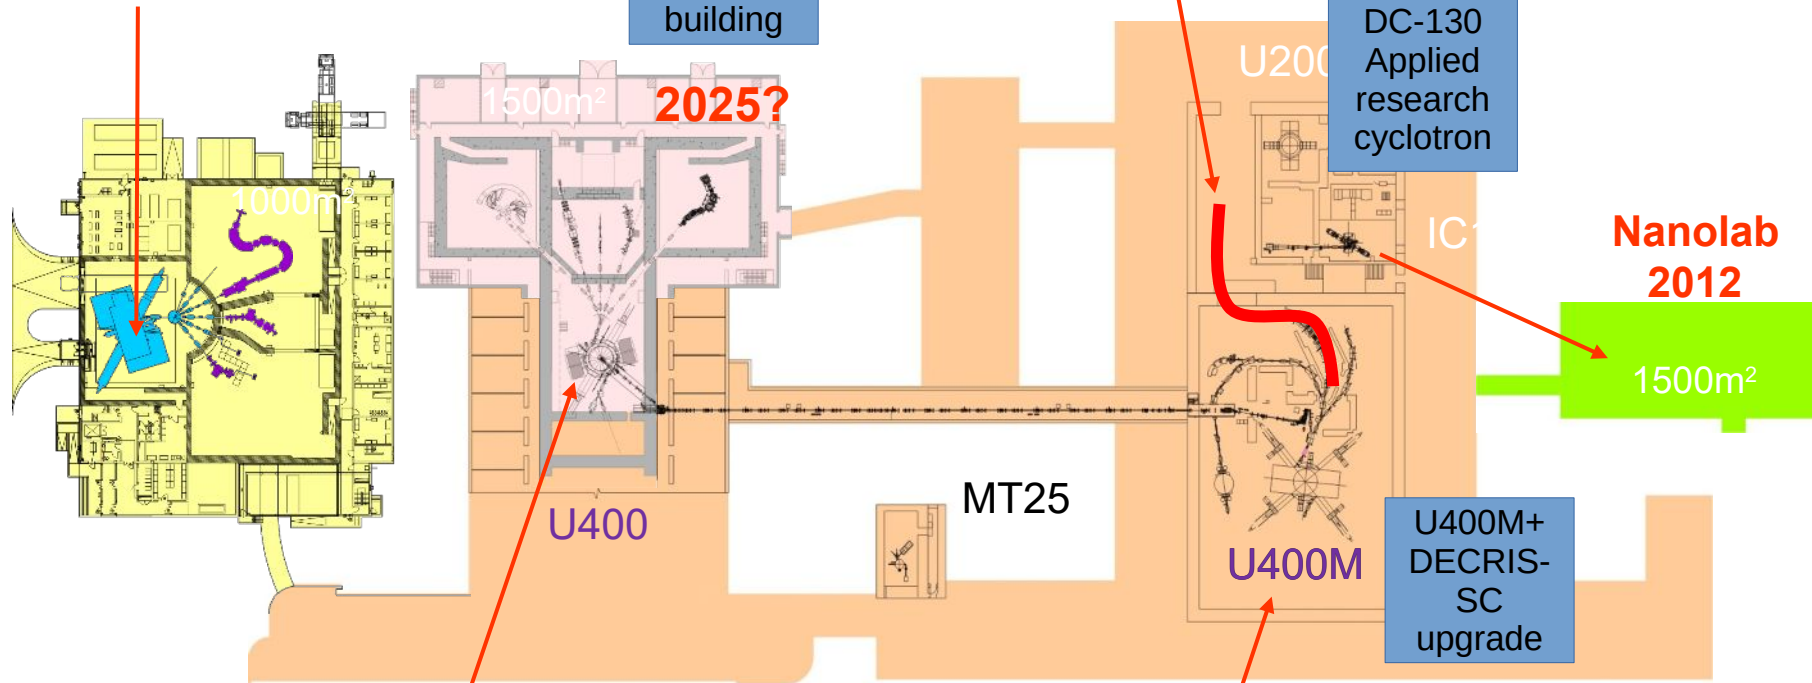 building
DC-130
Applied
research
cyclotron
U200
1500m²
2025?
1000m²
IC
Nanolab
2012
1500m²
MT25
U400
U400M
U400M+
DECRIS-
SC
upgrade